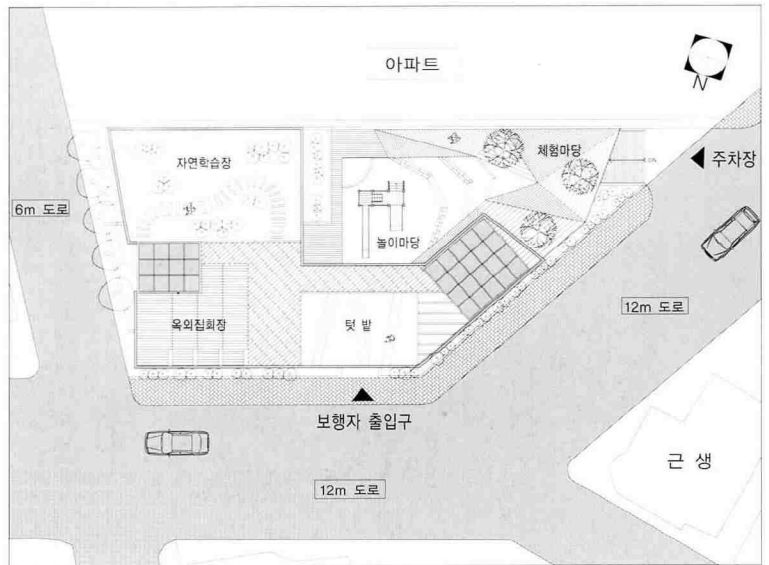 아파트
N
자연학습장
체험마당
주차장
6m 도로
놀이마당
12m 도로
옥외집회장
텃 밭
보행자 출입구
근 생
12m 도로